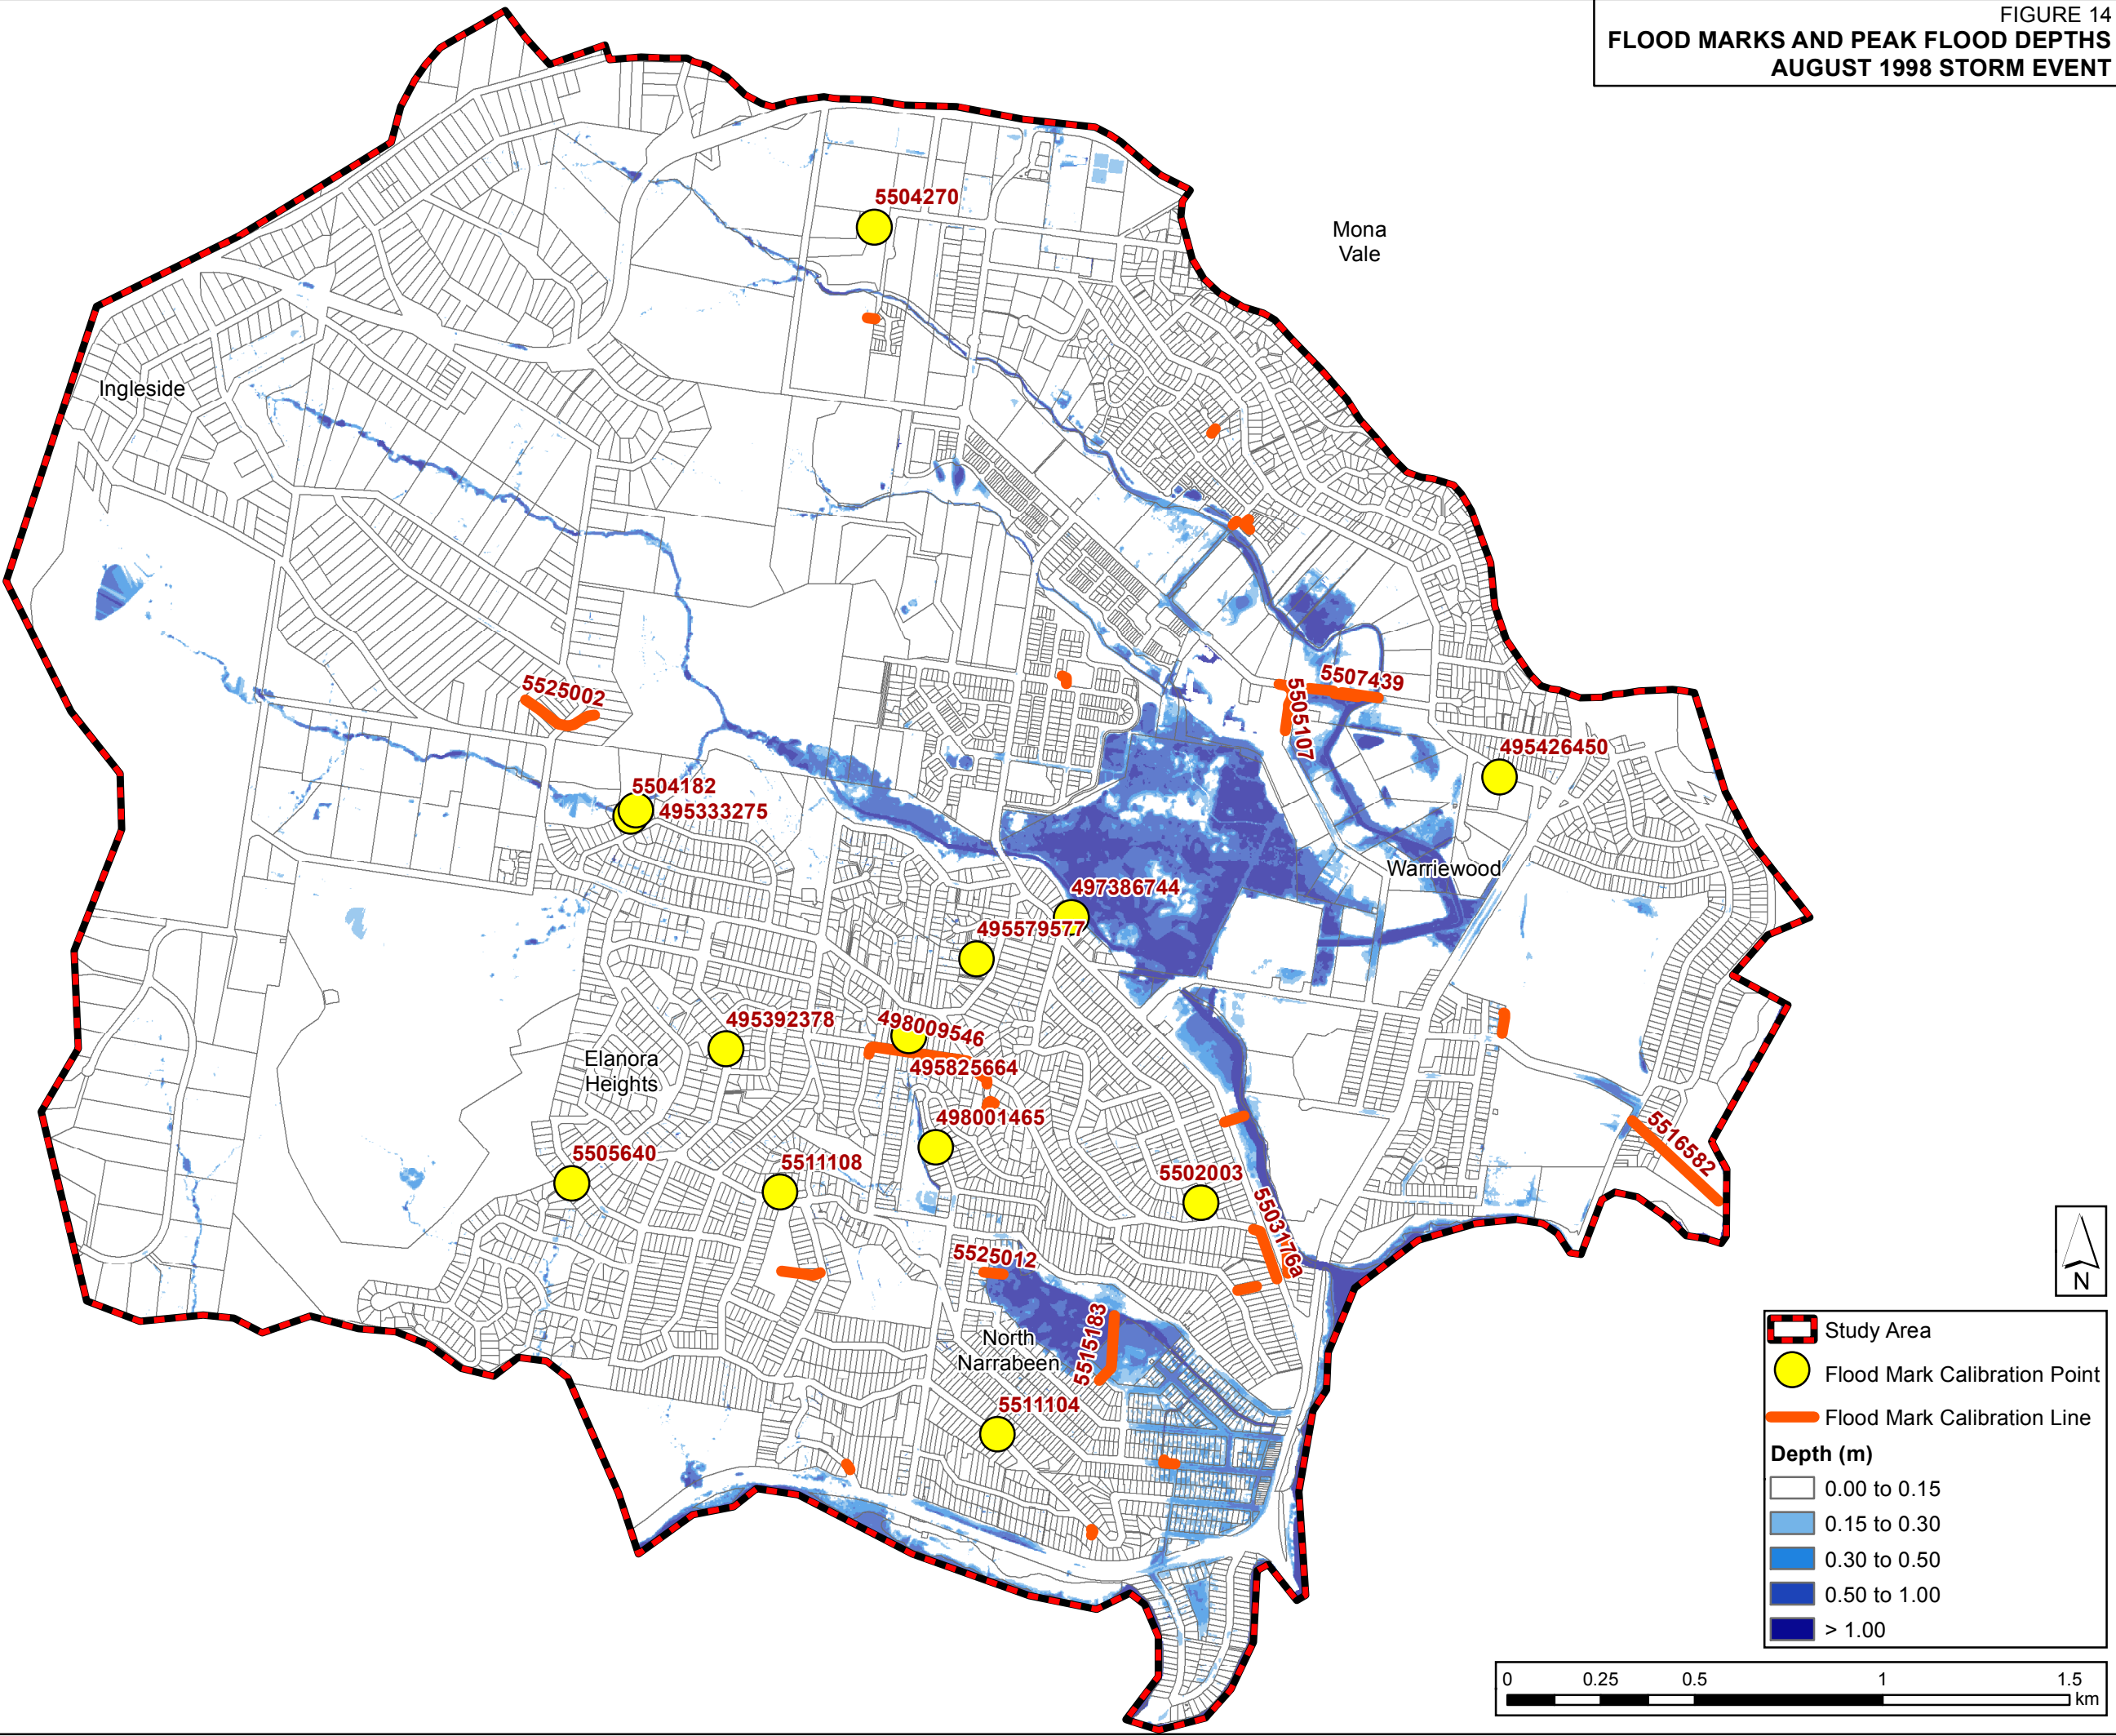 FIGURE 14
FLOOD MARKS AND PEAK FLOOD DEPTHS
AUGUST 1998 STORM EVENT
5504270
Mona
Vale
Ingleside
5525002
5507439
5505107
495426450
5504182
495333275
Warriewood
497386744
495579577
495392378
498009546
Elanora
Heights
495825664
498001465
5516582
5505640
5511108
5502003
5503176a
5525012
5515183
North
Narrabeen
5511104
N
Study Area
Flood Mark Calibration Point
Flood Mark Calibration Line
Depth (m)
0.00 to 0.15
0.15 to 0.30
0.30 to 0.50
0.50 to 1.00
> 1.00
0 0.25 0.5 1 1.5
km